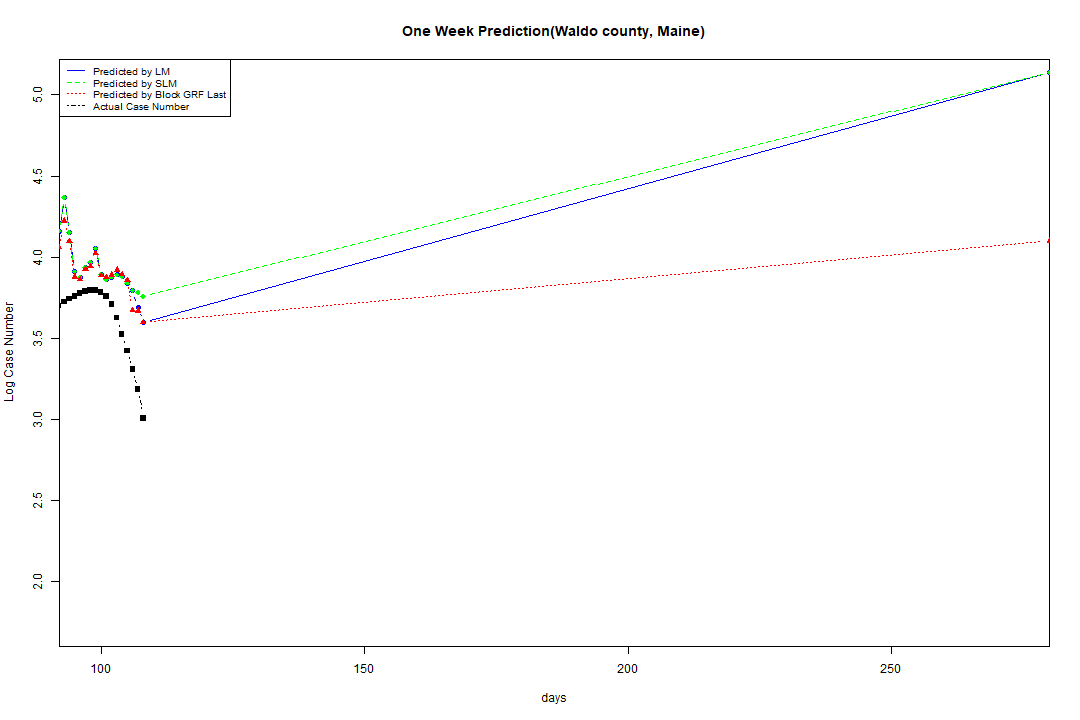 One Week Prediction(Waldo county, Maine)
Predicted by LM
Predicted by SLM
Predicted by Block GRF Last
Actual Case Number
5.0
4.5
4.0
3.5
3.0
2.5
2.0
Log Case Number
100 150 200 250
days